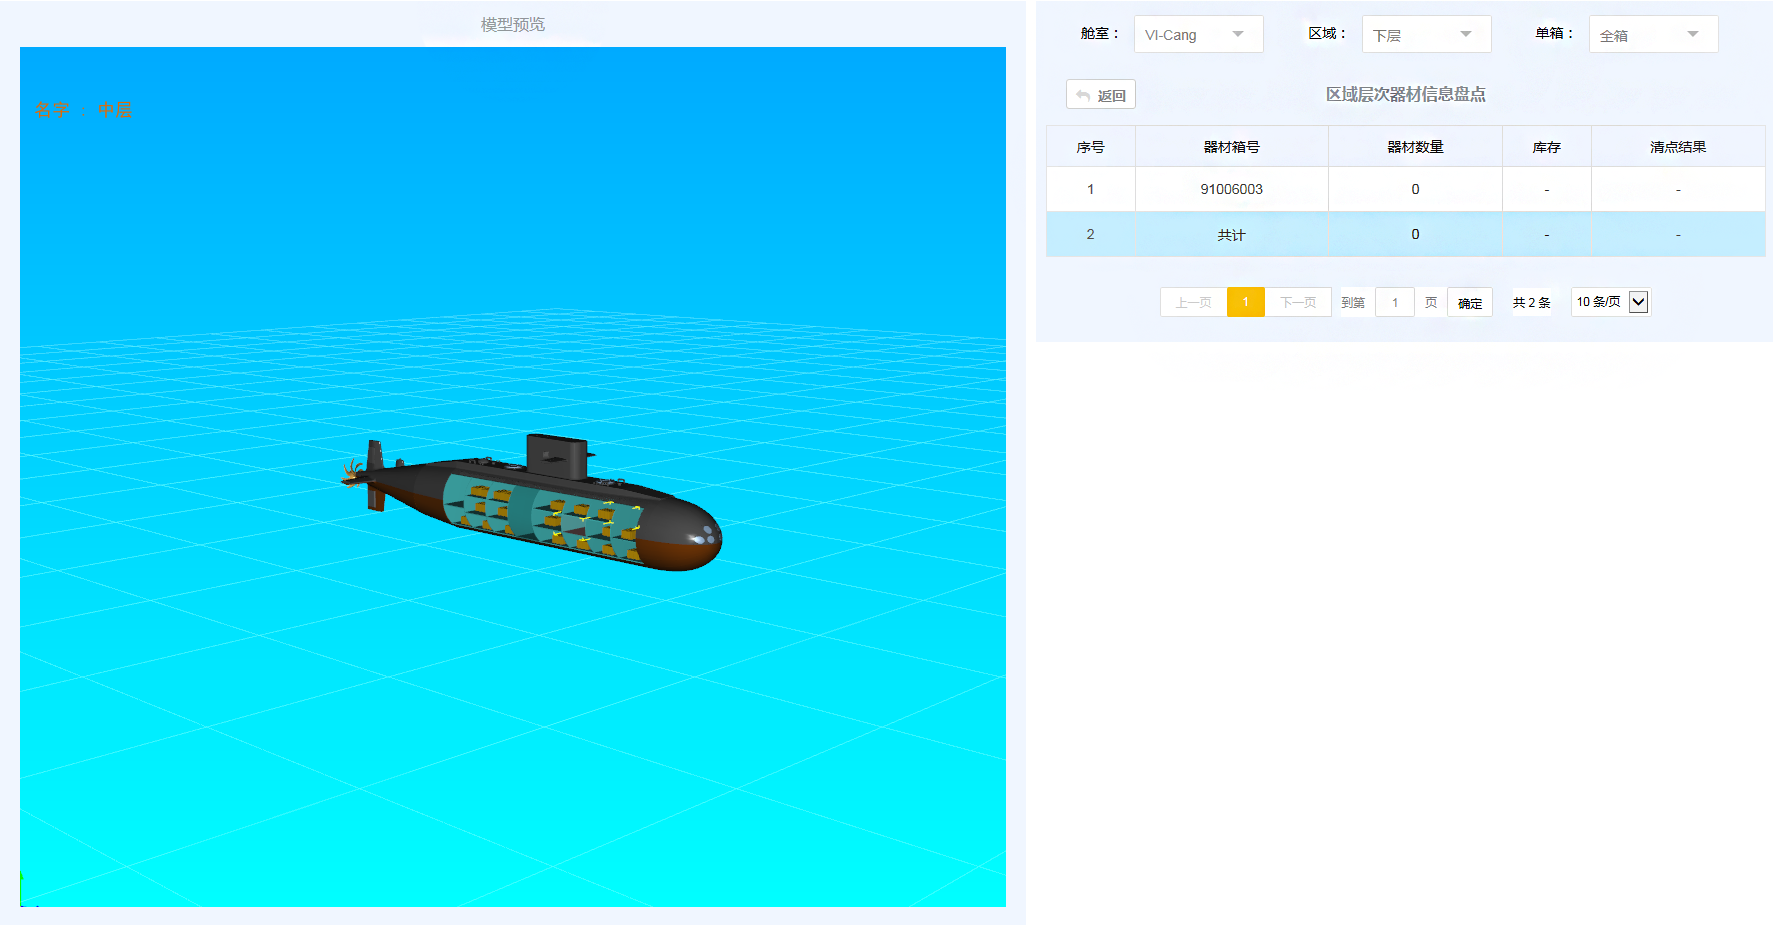 模型预览
名字 : 中层
舱室： VI-Cang 区域： 下层 单箱： 全箱
返回 区域层次器材信息盘点
序号 器材箱号 器材数量 库存 清点结果
1 91006003 0 - -
2 共计 0 - -
上一页 1 下一页 到第 1 页 确定 共 2 条 10 条/页